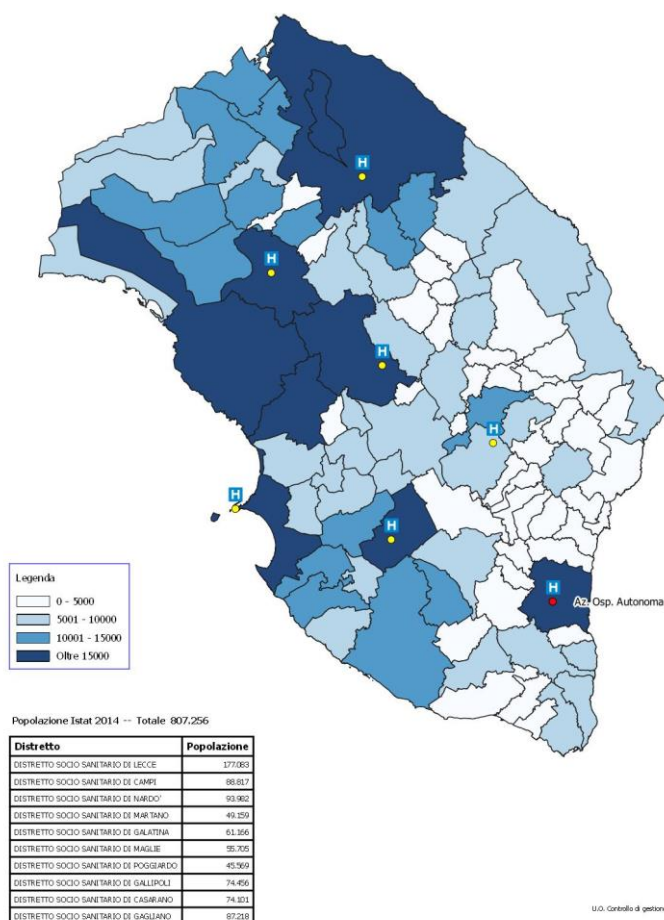 H
H
H
H
H
H
H
Az. Osp. Autonoma
Legenda
0 - 5000
5001 - 10000
10001 - 15000
Oltre 15000
Popolazione Istat 2014 -- Totale 807.256
Distretto Popolazione
DISTRETTO SOCIO SANITARIO DI LECCE 177.083
DISTRETTO SOCIO SANITARIO DI CAMPI 88.817
DISTRETTO SOCIO SANITARIO DI NARDO' 93.982
DISTRETTO SOCIO SANITARIO DI MARTANO 49.159
DISTRETTO SOCIO SANITARIO DI GALATINA 61.166
DISTRETTO SOCIO SANITARIO DI MAGLIE 55.705
DISTRETTO SOCIO SANITARIO DI POGGIARDO 45.569
DISTRETTO SOCIO SANITARIO DI GALLIPOLI 74.456
DISTRETTO SOCIO SANITARIO DI CASARANO 74.101
DISTRETTO SOCIO SANITARIO DI GAGLIANO 87.218
U.O. Controllo di gestione